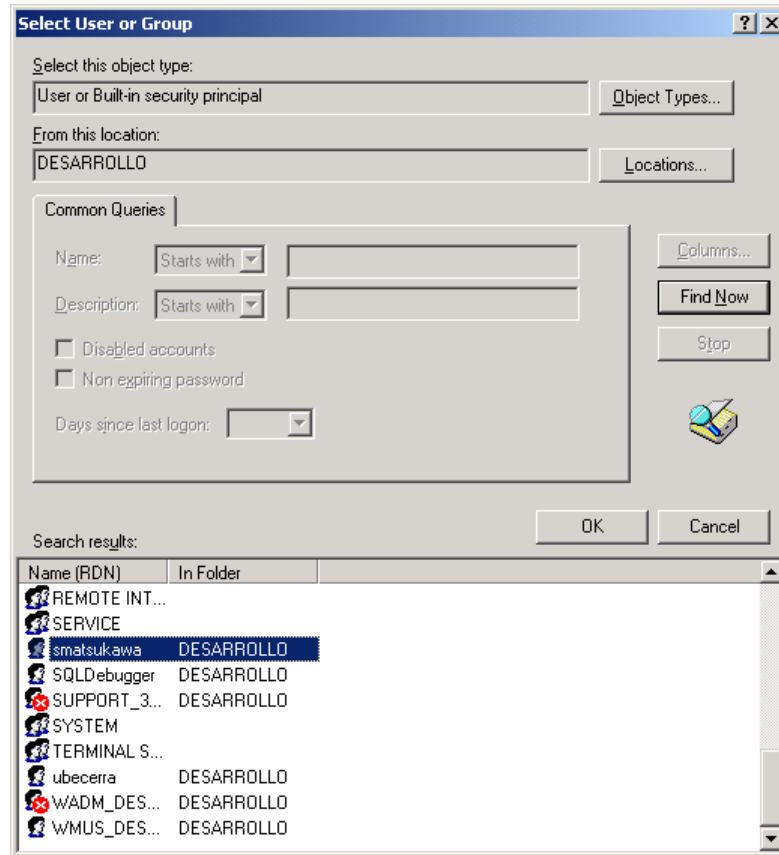 Select User or Group
Select this object type:
User or Built-in security principal
Object Types...
From this location:
DESARROLLO
Locations...
Common Queries
Name: Starts with
Columns...
Description: Starts with
Find Now
Disabled accounts
Stop
Non expiring password
Days since last logon:
OK Cancel
Search results:
Name (RDN) In Folder
REMOTE INT...
SERVICE
smatsukawa DESARROLLO
SQLDebugger DESARROLLO
SUPPORT_3... DESARROLLO
SYSTEM
TERMINAL S...
ubecerra DESARROLLO
WADM_DES... DESARROLLO
WMUS_DES... DESARROLLO